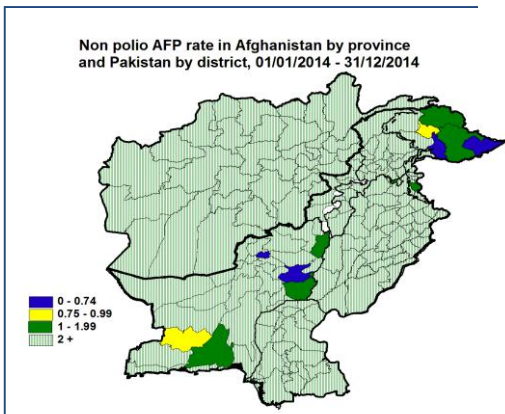 Non polio AFP rate in Afghanistan by province
and Pakistan by district, 01/01/2014 - 31/12/2014
0 - 0.74
0.75 - 0.99
1 - 1.99
2 +